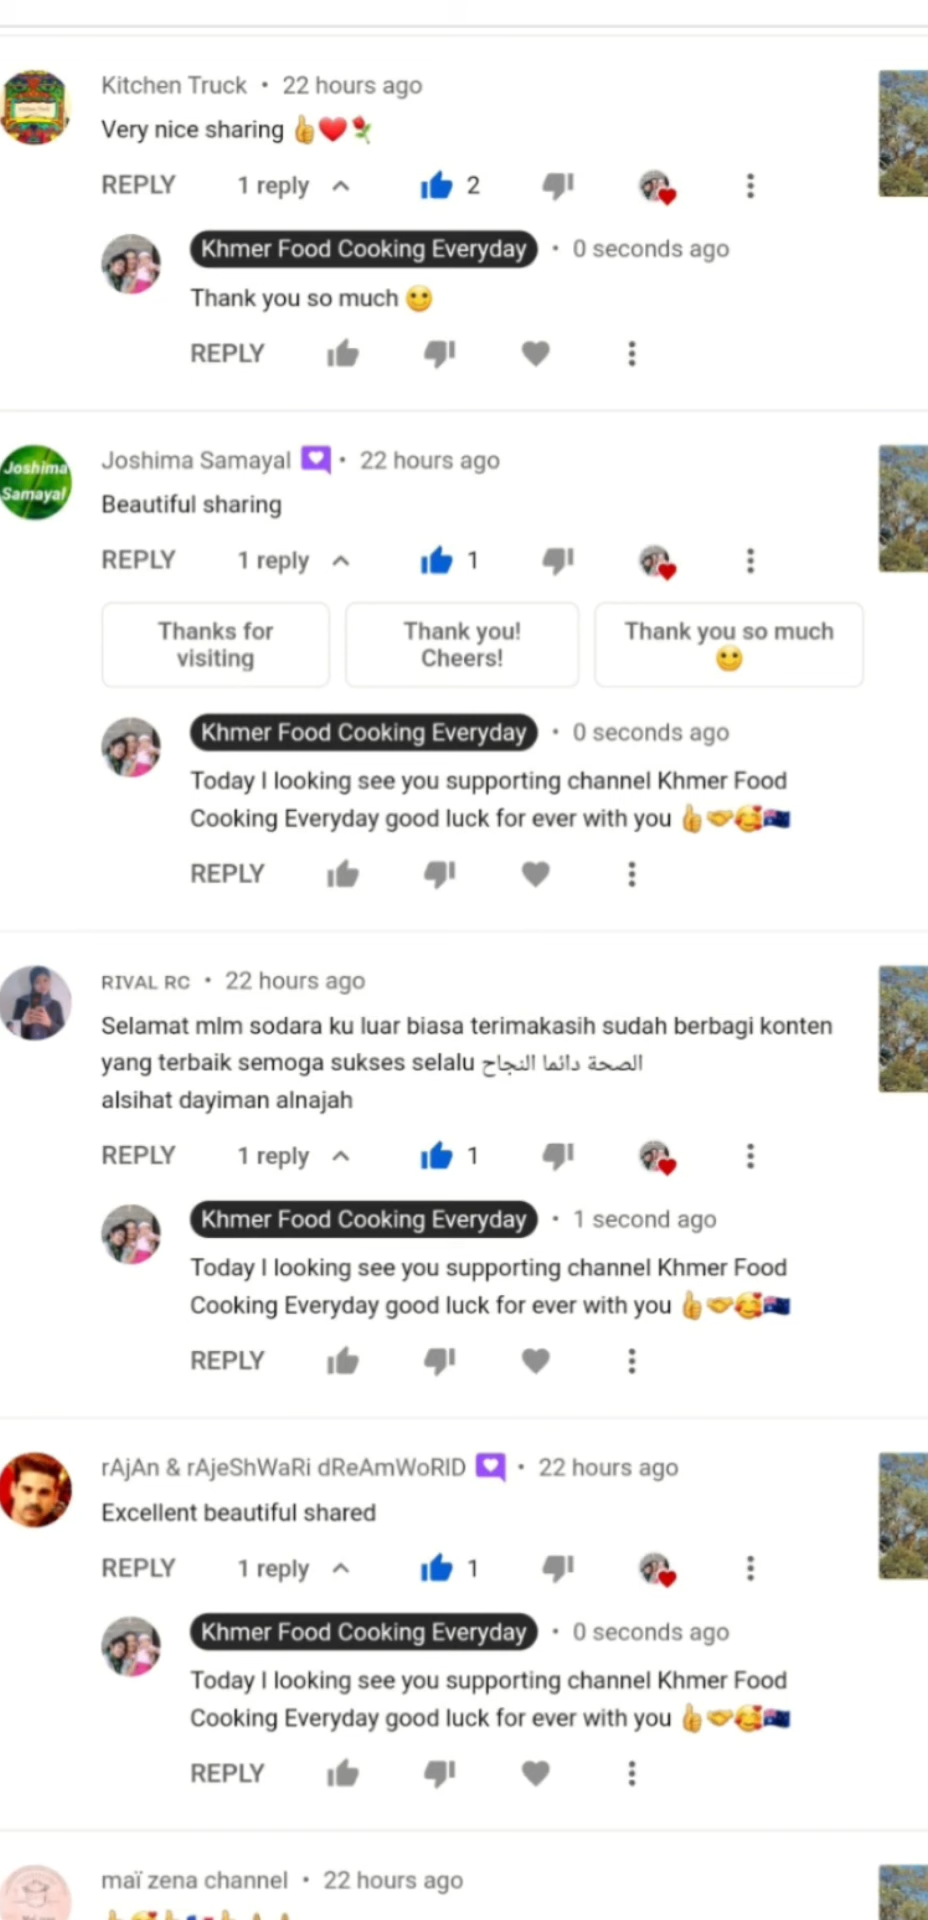 Kitchen Truck • 22 hours ago
Very nice sharing 👍❤️🌹
REPLY 1 reply 2
Khmer Food Cooking Everyday • 0 seconds ago
Thank you so much 🙂
REPLY
Joshima Samayal • 22 hours ago
Joshima
Samayal
Beautiful sharing
REPLY 1 reply 1
Thanks for
visiting
Thank you!
Cheers!
Thank you so much
🙂
Khmer Food Cooking Everyday • 0 seconds ago
Today I looking see you supporting channel Khmer Food
Cooking Everyday good luck for ever with you 👍🤝🥰🇦🇺
REPLY
RIVAL RC • 22 hours ago
Selamat mlm sodara ku luar biasa terimakasih sudah berbagi konten
yang terbaik semoga sukses selalu الصحة دائما النجاح
alsihat dayiman alnajah
REPLY 1 reply 1
Khmer Food Cooking Everyday • 1 second ago
Today I looking see you supporting channel Khmer Food
Cooking Everyday good luck for ever with you 👍🤝🥰🇦🇺
REPLY
rAjAn & rAjeShWaRi dReAmWoRlD • 22 hours ago
Excellent beautiful shared
REPLY 1 reply 1
Khmer Food Cooking Everyday • 0 seconds ago
Today I looking see you supporting channel Khmer Food
Cooking Everyday good luck for ever with you 👍🤝🥰🇦🇺
REPLY
maï zena channel • 22 hours ago